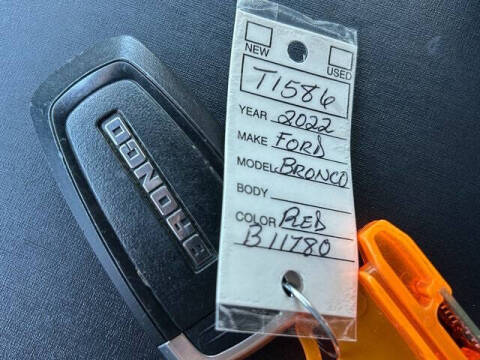 NEW
USED
T1586
YEAR 2022
MAKE FORD
MODEL BRONCO
BODY
COLOR RED
B11780
BRONCO